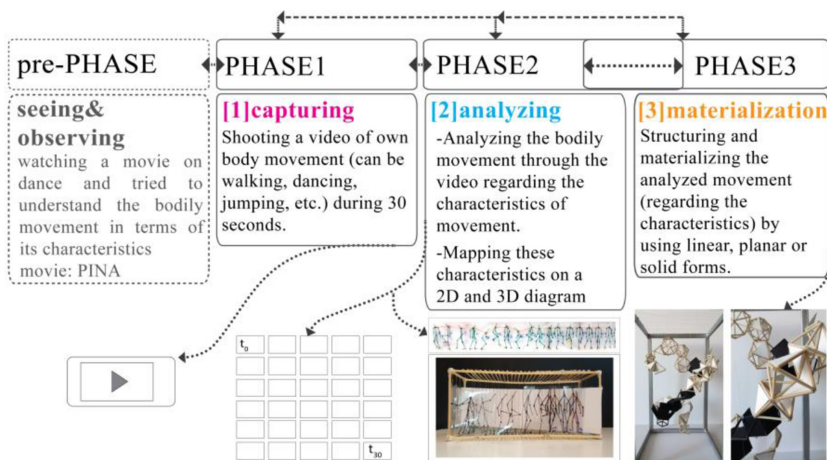 pre-PHASE
PHASE1
PHASE2
PHASE3
seeing&
observing
watching a movie on
dance and tried to
understand the bodily
movement in terms of
its characteristics
movie: PINA
[1]capturing
Shooting a video of own
body movement (can be
walking, dancing,
jumping, etc.) during 30
seconds.
[2]analyzing
-Analyzing the bodily
movement through the
video regarding the
characteristics of
movement.
-Mapping these
characteristics on a
2D and 3D diagram
[3]materialization
Structuring and
materializing the
analyzed movement
(regarding the
characteristics) by
using linear, planar or
solid forms.
t0
t30